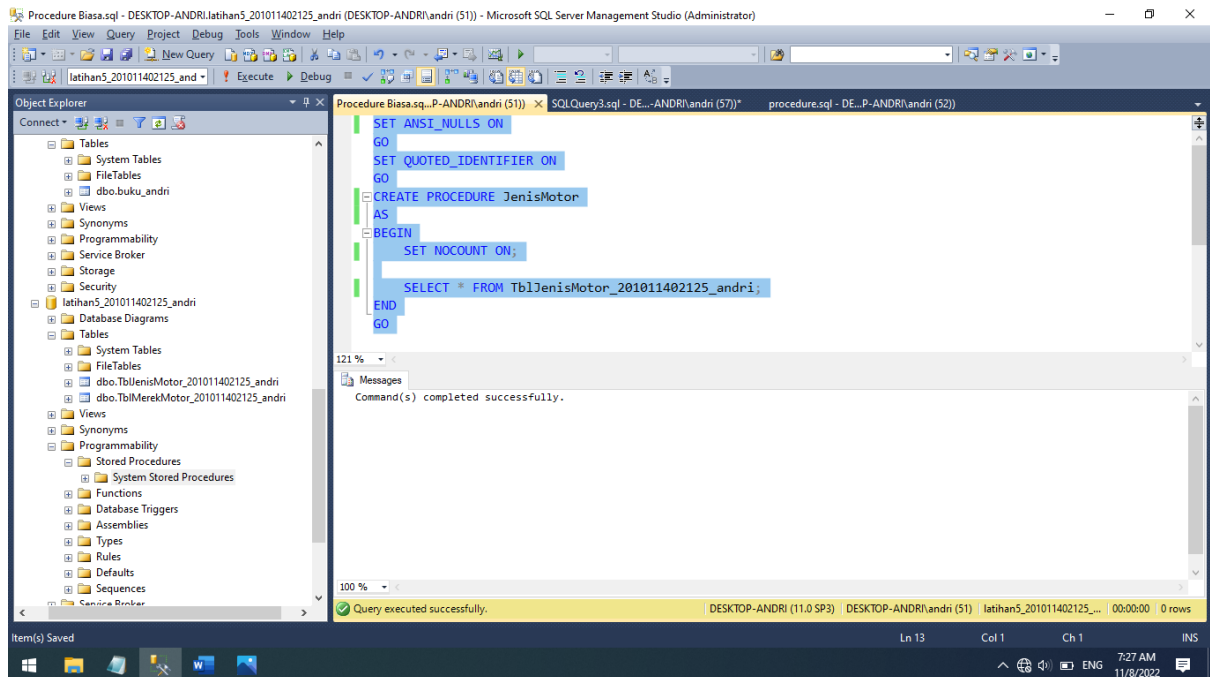 Procedure Biasa.sql - DESKTOP-ANDRI.latihan5_201011402125_andri (DESKTOP-ANDRI\andri (51)) - Microsoft SQL Server Management Studio (Administrator)
File Edit View Query Project Debug Tools Window Help
New Query
latihan5_201011402125_and Execute Debug
Object Explorer
Connect
Tables
System Tables
FileTables
dbo.buku_andri
Views
Synonyms
Programmability
Service Broker
Storage
Security
latihan5_201011402125_andri
Database Diagrams
Tables
System Tables
FileTables
dbo.TblJenisMotor_201011402125_andri
dbo.TblMerekMotor_201011402125_andri
Views
Synonyms
Programmability
Stored Procedures
System Stored Procedures
Functions
Database Triggers
Assemblies
Types
Rules
Defaults
Sequences
Service Broker
Procedure Biasa.sq...P-ANDRI\andri (51)) SQLQuery3.sql - DE...-ANDRI\andri (57))* procedure.sql - DE...P-ANDRI\andri (52))
SET ANSI_NULLS ON
GO
SET QUOTED_IDENTIFIER ON
GO
CREATE PROCEDURE JenisMotor
AS
BEGIN
SET NOCOUNT ON;
SELECT * FROM TblJenisMotor_201011402125_andri;
END
GO
121 %
Messages
Command(s) completed successfully.
100 %
Query executed successfully. DESKTOP-ANDRI (11.0 SP3) DESKTOP-ANDRI\andri (51) latihan5_201011402125_... 00:00:00 0 rows
Item(s) Saved Ln 13 Col 1 Ch 1 INS
ENG 7:27 AM
11/8/2022